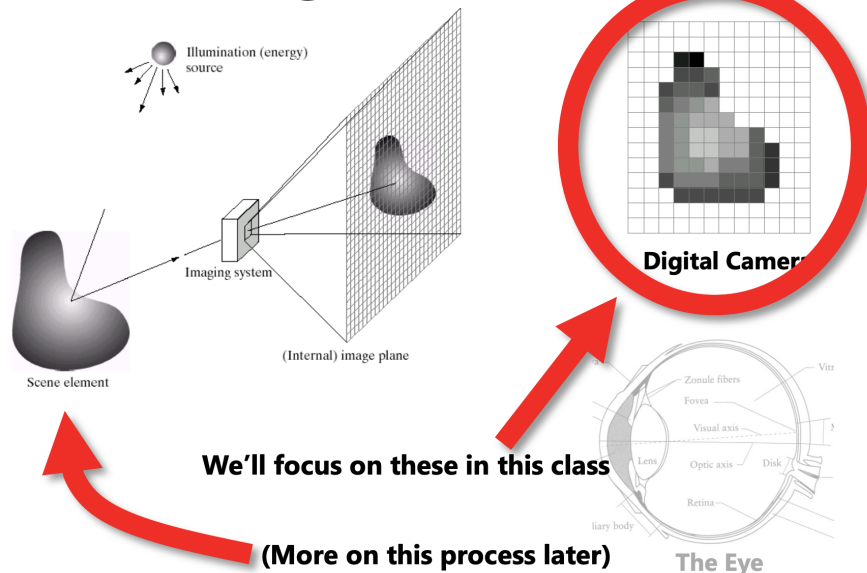 Illumination (energy)
source
Imaging system
(Internal) image plane
Scene element
Digital Camera
Zonule fibers
Fovea
Visual axis
Lens
Optic axis
Disk
Retina
The Eye
We'll focus on these in this class
(More on this process later)